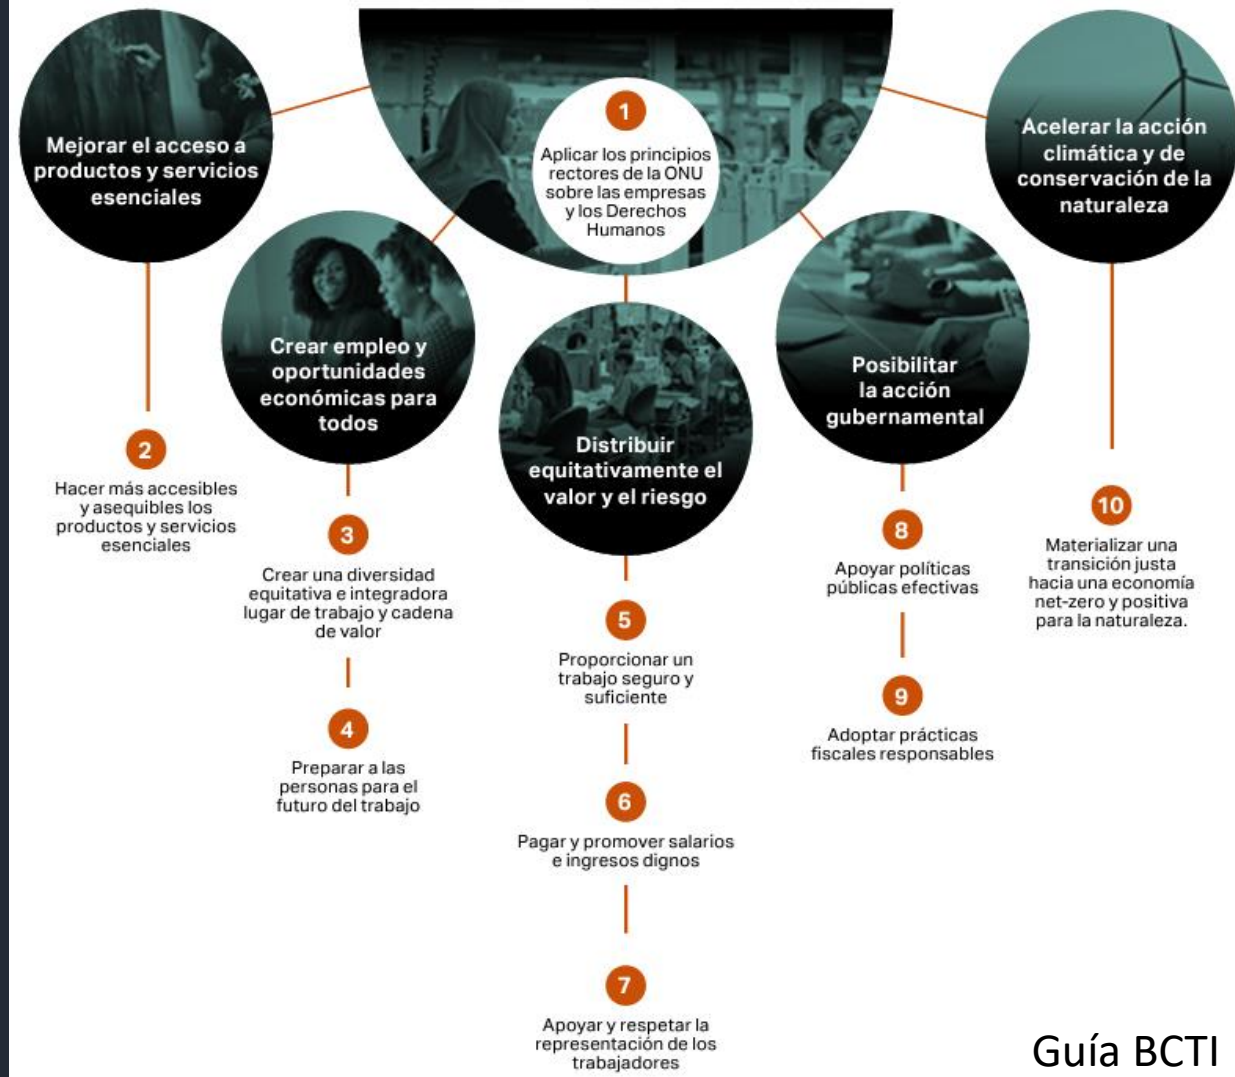 1
Aplicar los principios
rectores de la ONU
sobre las empresas
y los Derechos
Humanos
Mejorar el acceso a
productos y servicios
esenciales
2
Hacer más accesibles
y asequibles los
productos y servicios
esenciales
Crear empleo y
oportunidades
económicas para
todos
3
Crear una diversidad
equitativa e integradora
lugar de trabajo y cadena
de valor
4
Preparar a las
personas para el
futuro del trabajo
Distribuir
equitativamente el
valor y el riesgo
5
Proporcionar un
trabajo seguro y
suficiente
6
Pagar y promover salarios
e ingresos dignos
7
Apoyar y respetar la
representación de los
trabajadores
Posibilitar
la acción
gubernamental
8
Apoyar políticas
públicas efectivas
9
Adoptar prácticas
fiscales responsables
Acelerar la acción
climática y de
conservación de la
naturaleza
10
Materializar una
transición justa
hacia una economía
net-zero y positiva
para la naturaleza.
Guía BCTI